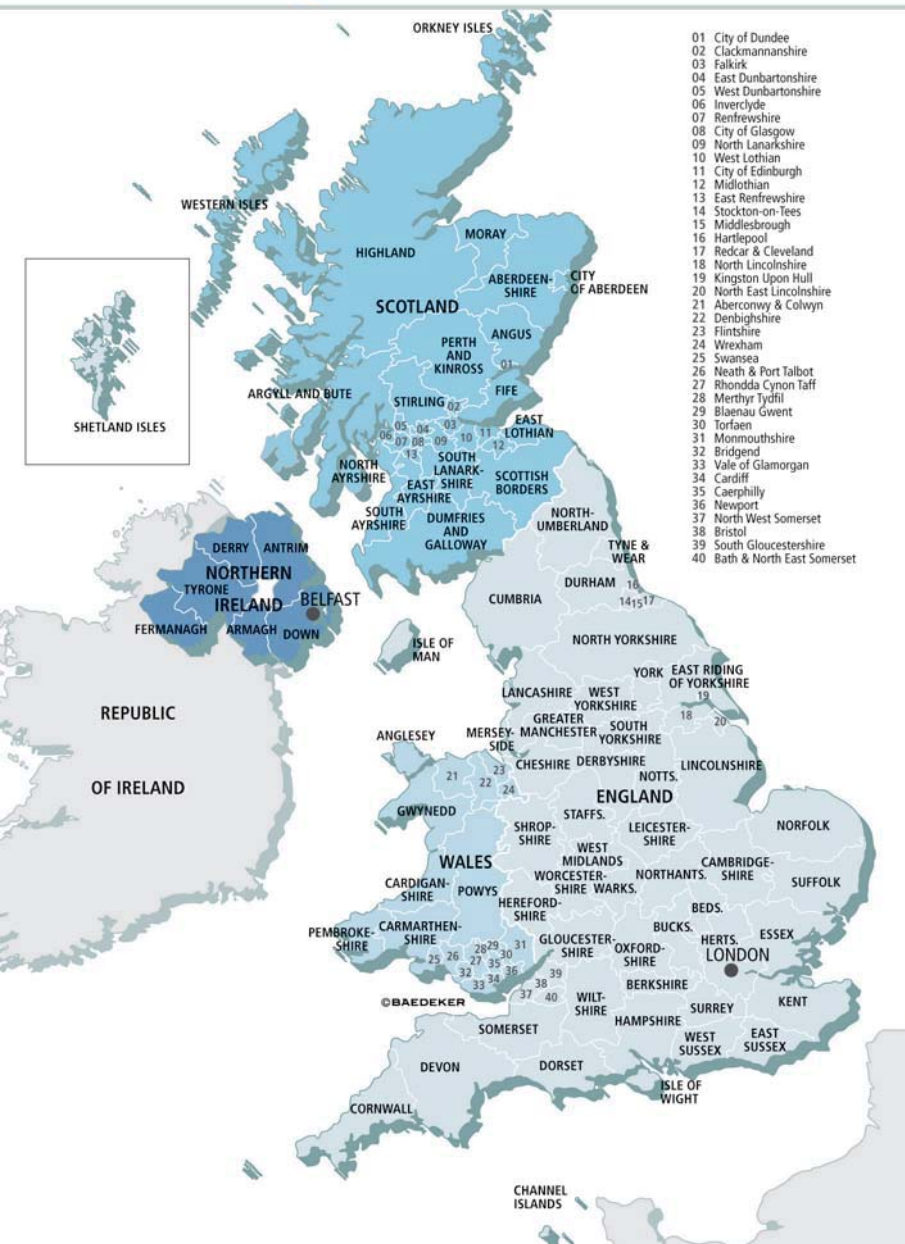 ORKNEY ISLES
01 City of Dundee
02 Clackmannanshire
03 Falkirk
04 East Dunbartonshire
05 West Dunbartonshire
06 Inverclyde
07 Renfrewshire
08 City of Glasgow
09 North Lanarkshire
10 West Lothian
11 City of Edinburgh
12 Midlothian
13 East Renfrewshire
14 Stockton-on-Tees
15 Middlesbrough
16 Hartlepool
17 Redcar & Cleveland
18 North Lincolnshire
19 Kingston Upon Hull
20 North East Lincolnshire
21 Aberconwy & Colwyn
22 Denbighshire
23 Flintshire
24 Wrexham
25 Swansea
26 Neath & Port Talbot
27 Rhondda Cynon Taff
28 Merthyr Tydfil
29 Blaenau Gwent
30 Torfaen
31 Monmouthshire
32 Bridgend
33 Vale of Glamorgan
34 Cardiff
35 Caerphilly
36 Newport
37 North West Somerset
38 Bristol
39 South Gloucestershire
40 Bath & North East Somerset
WESTERN ISLES
HIGHLAND
MORAY
ABERDEEN-
SHIRE
CITY
OF ABERDEEN
SCOTLAND
ANGUS
PERTH
AND
KINROSS
01
SHETLAND ISLES
ARGYLL AND BUTE
STIRLING
02
FIFE
05
04
03
06
07
08
09
10
11
12
13
EAST
LOTHIAN
NORTH
AYRSHIRE
SOUTH
LANARK-
SHIRE
EAST
AYRSHIRE
SCOTTISH
BORDERS
SOUTH
AYRSHIRE
DUMFRIES
AND
GALLOWAY
NORTH-
UMBERLAND
TYNE &
WEAR
DERRY
ANTRIM
NORTHERN
IRELAND
TYRONE
BELFAST
FERMANAGH
ARMAGH
DOWN
CUMBRIA
DURHAM
16
14
15
17
ISLE OF
MAN
NORTH YORKSHIRE
YORK
EAST RIDING
OF YORKSHIRE
19
REPUBLIC
OF IRELAND
LANCASHIRE
WEST
YORKSHIRE
18
20
ANGLESEY
MERSEY-
SIDE
GREATER
MANCHESTER
SOUTH
YORKSHIRE
21
22
23
24
CHESHIRE
DERBYSHIRE
NOTTS.
LINCOLNSHIRE
GWYNEDD
ENGLAND
STAFFS.
SHROP-
SHIRE
LEICESTER-
SHIRE
NORFOLK
WALES
WEST
MIDLANDS
CARDIGAN-
SHIRE
POWYS
WORCESTER-
SHIRE
WARKS.
NORTHANTS.
CAMBRIDGE-
SHIRE
SUFFOLK
HEREFORD-
SHIRE
BEDS.
PEMBROKE-
SHIRE
CARMARTHEN-
SHIRE
GLOUCESTER-
SHIRE
OXFORD-
SHIRE
BUCKS.
HERTS.
ESSEX
LONDON
25
26
27
28
29
30
31
32
33
34
35
36
37
38
39
40
©BAEDEKER
BERKSHIRE
WILT-
SHIRE
SURREY
KENT
SOMERSET
HAMPSHIRE
WEST
SUSSEX
EAST
SUSSEX
DEVON
DORSET
ISLE OF
WIGHT
CORNWALL
CHANNEL
ISLANDS